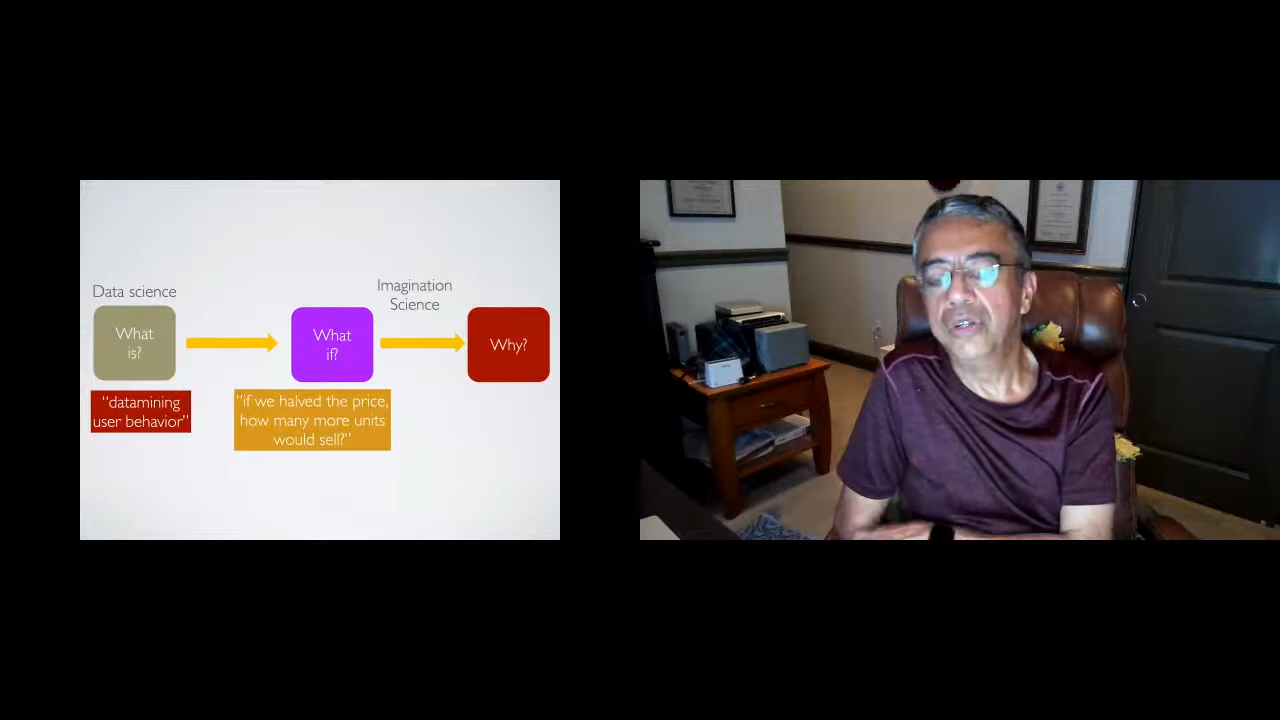 Data science
Imagination
Science
What
is?
What
if?
Why?
“datamining
user behavior”
“if we halved the price,
how many more units
would sell?”